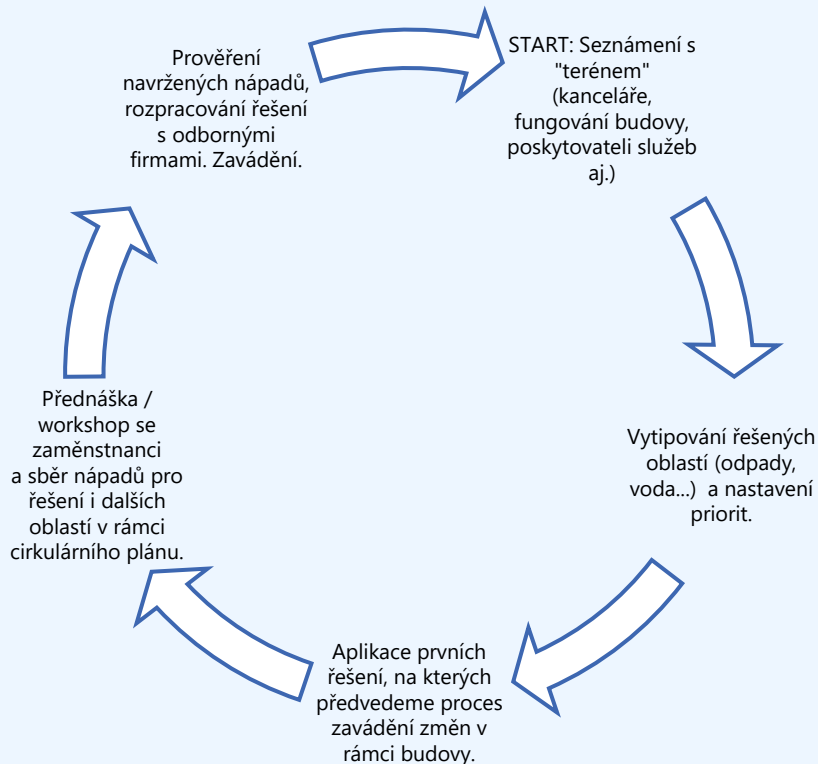 START: Seznámení s
"terénem"
(kanceláře,
fungování budovy,
poskytovateli služeb
aj.)
Vytipování řešených
oblastí (odpady,
voda...) a nastavení
priorit.
Aplikace prvních
řešení, na kterých
předvedeme proces
zavádění změn v
rámci budovy.
Přednáška /
workshop se
zaměnstnanci
a sběr nápadů pro
řešení i dalších
oblastí v rámci
cirkulárního plánu.
Prověření
navržených nápadů,
rozpracování řešení
s odbornými
firmami. Zavádění.